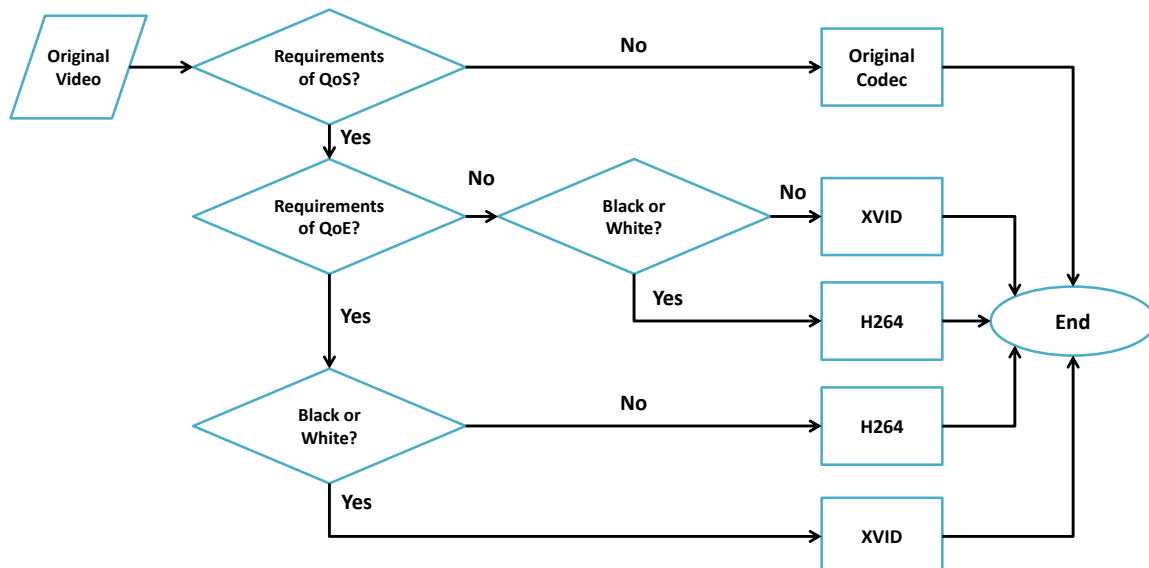 Original
Video
Requirements
of QoS?
No
Original
Codec
Yes
Requirements
of QoE?
No
Black or
White?
No
XVID
Yes
H264
End
Yes
Black or
White?
No
H264
Yes
XVID